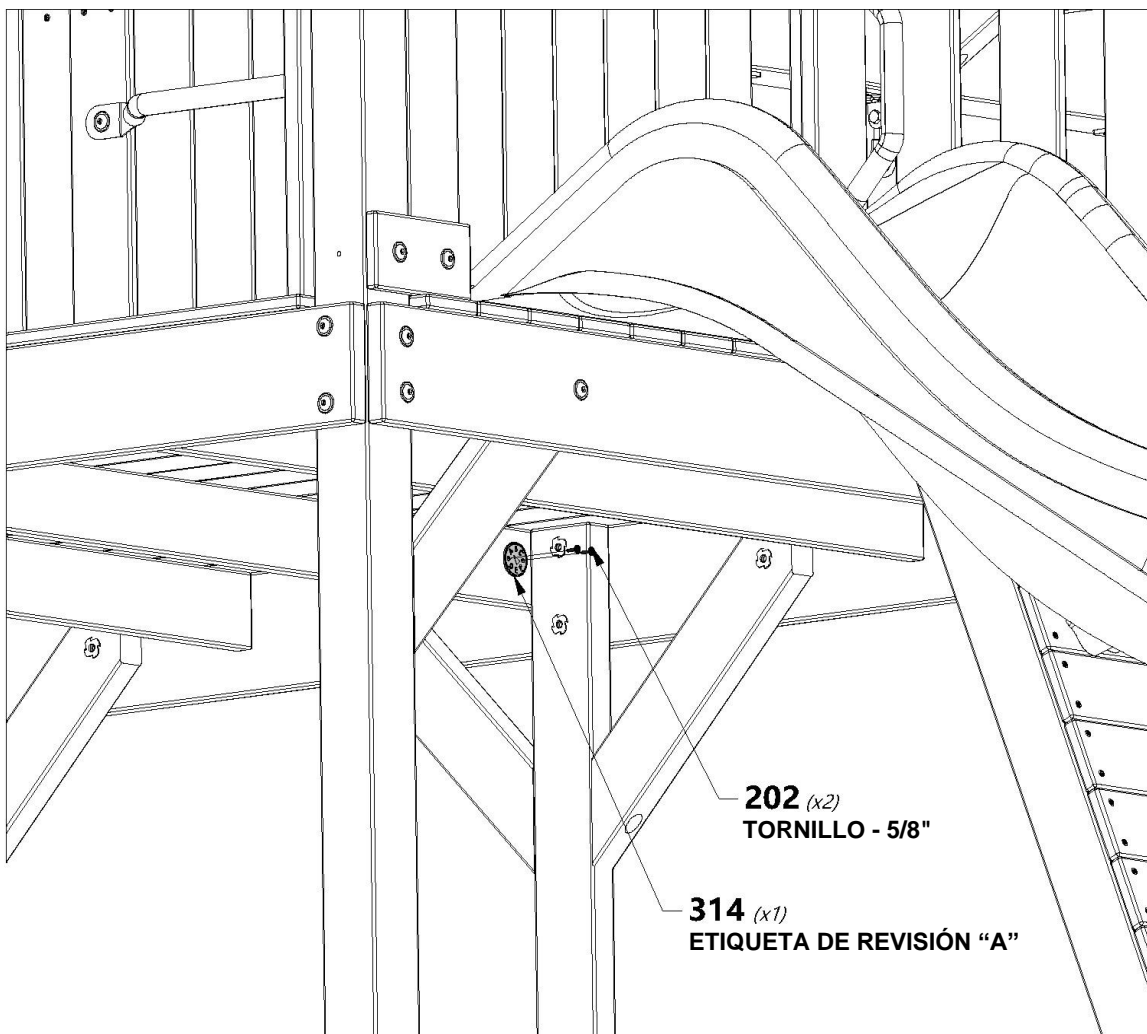 202 (x2)
TORNILLO - 5/8"
314 (x1)
ETIQUETA DE REVISIÓN “A”